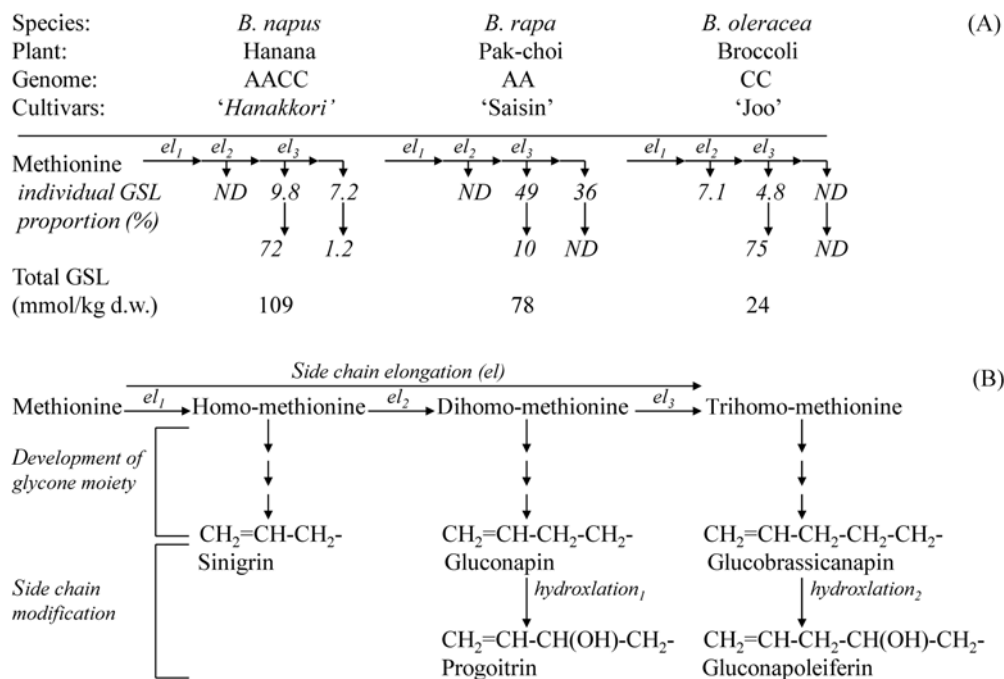 Species: B. napus B. rapa B. oleracea (A)
Plant: Hanana Pak-choi Broccoli
Genome: AACC AA CC
Cultivars: ‘Hanakkori’ ‘Saisin’ ‘Joo’
el1 el2 el3 el1 el2 el3 el1 el2 el3
Methionine
individual GSL ND 9.8 7.2 ND 49 36 7.1 4.8 ND
proportion (%)
72 1.2 10 ND 75 ND
Total GSL
(mmol/kg d.w.) 109 78 24
Side chain elongation (el) (B)
Methionine el1 Homo-methionine el2 Dihomo-methionine el3 Trihomo-methionine
Development of
glycone moiety
CH2=CH-CH2- CH2=CH-CH2-CH2- CH2=CH-CH2-CH2-CH2-
Sinigrin Gluconapin Glucobrassicanapin
Side chain
modification
hydroxlation1 hydroxlation2
CH2=CH-CH(OH)-CH2- CH2=CH-CH2-CH(OH)-CH2-
Progoitrin Gluconapoleiferin